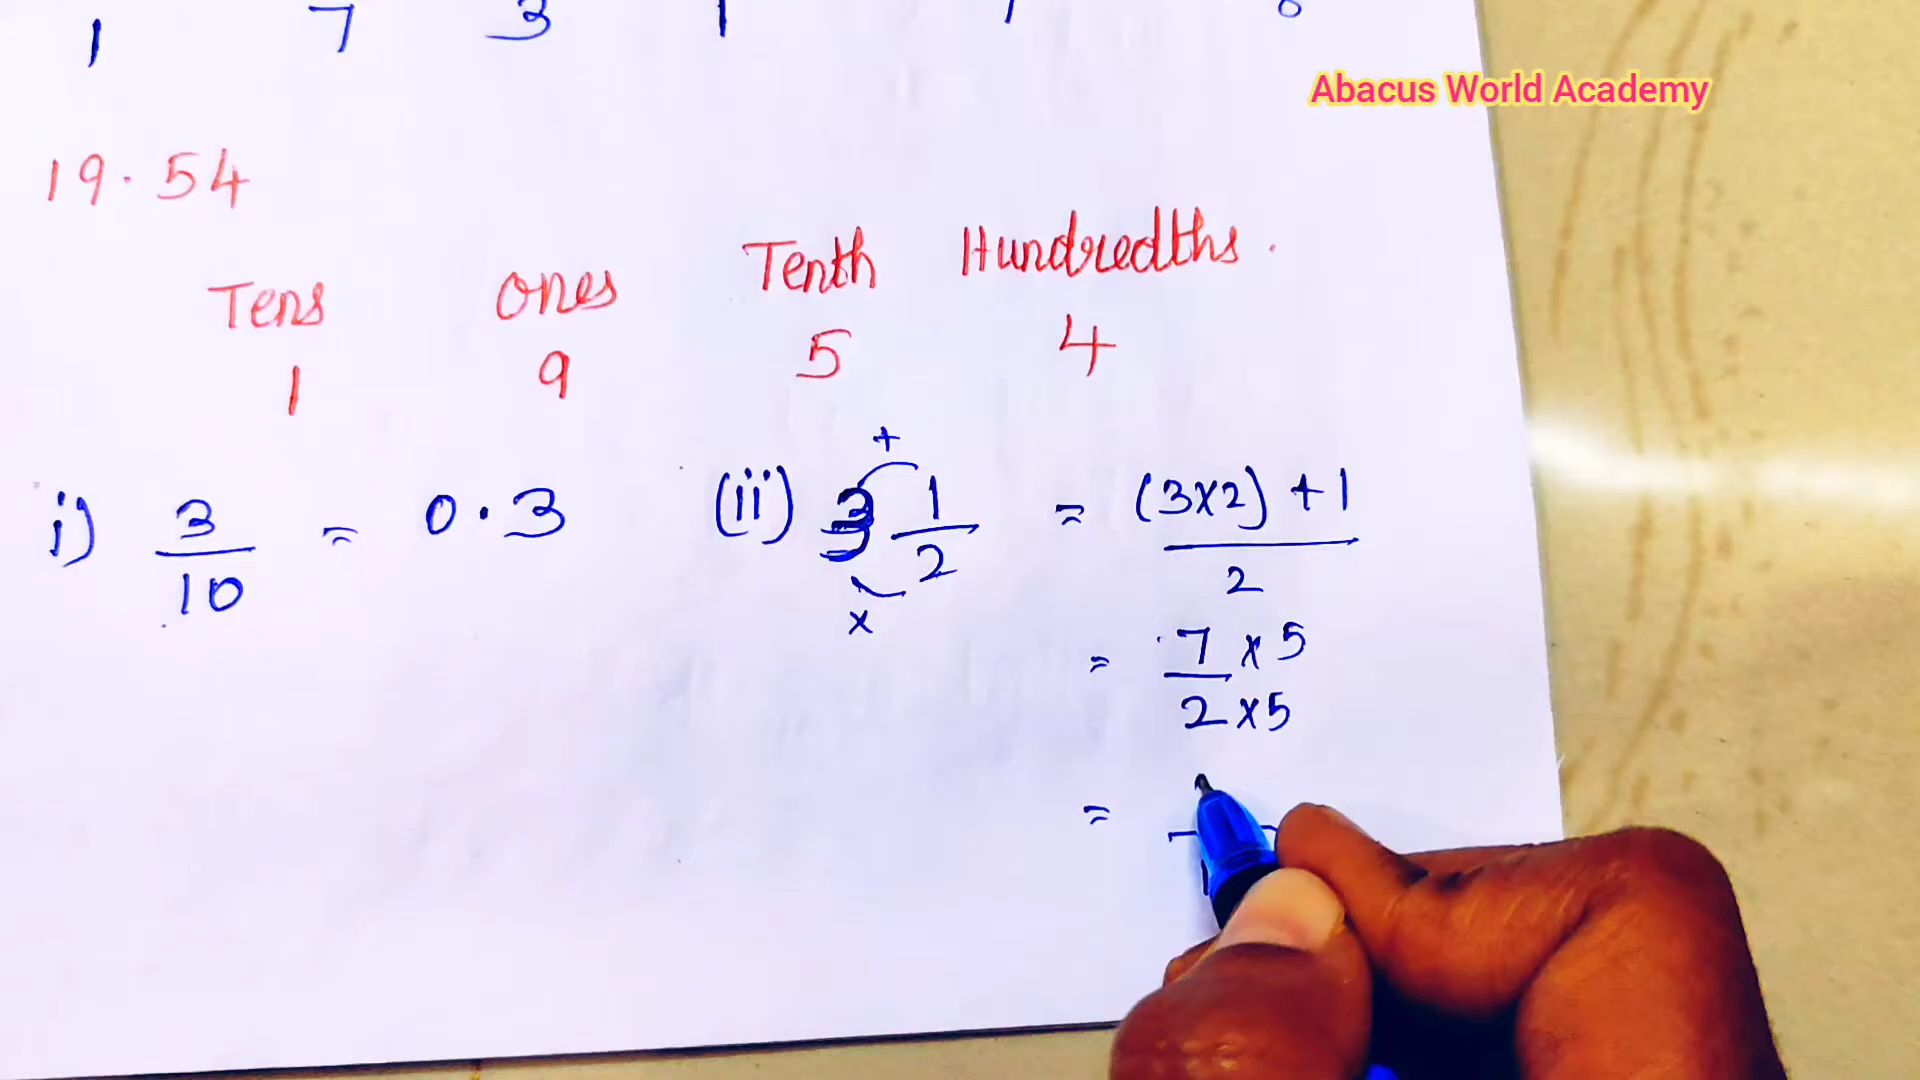 1 7 3 1
Abacus World Academy
19.54
Tens Ones Tenth Hundredths.
1 9 5 4
i) 3/10 = 0.3 (ii) 3 1/2 = (3x2) + 1 / 2
+
x
= 7 x 5 / 2 x 5
=